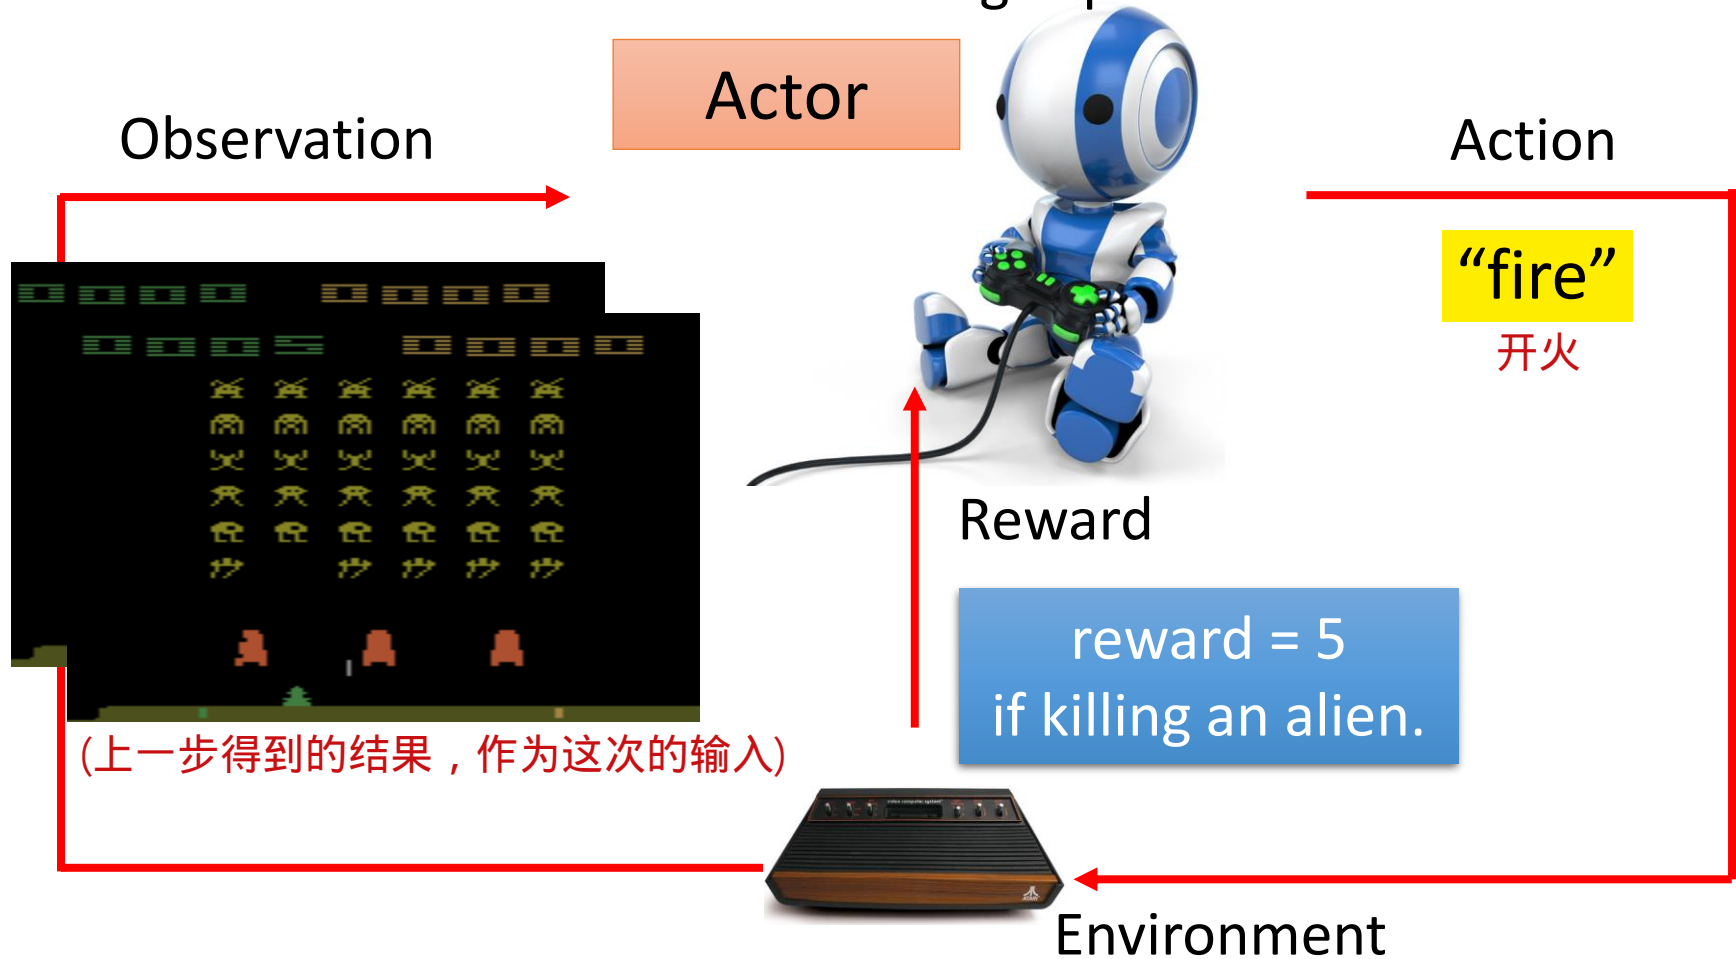 Actor
Observation
Action
“fire”
开火
Reward
reward = 5
if killing an alien.
(上一步得到的结果，作为这次的输入)
ATARI
Environment